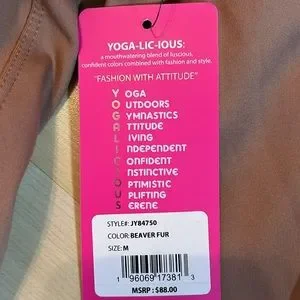 YOGA-LIC-IOUS:
a mouthwatering blend of luscious,
confident colors combined with fashion and style.
"FASHION WITH ATTITUDE"
YOGA
OUTDOORS
GYMNASTICS
ATTITUDE
LIVING
INDEPENDENT
CONFIDENT
INSTINCTIVE
OPTIMISTIC
UPLIFTING
SERENE
STYLE#: JY84750
COLOR: BEAVER FUR
SIZE: M
1 96069 17381 3
MSRP : $88.00